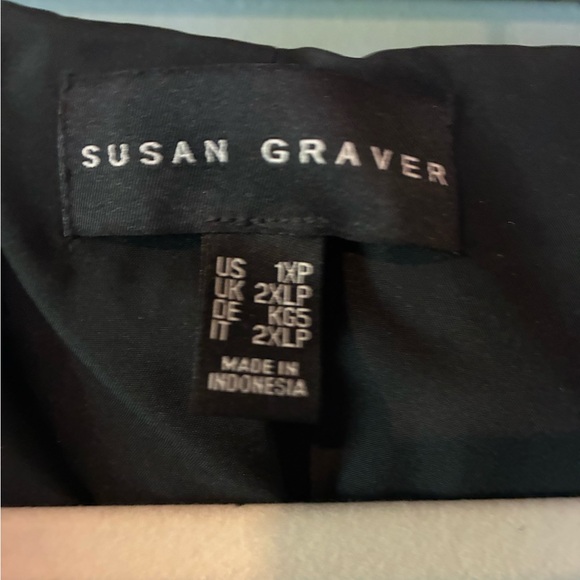 SUSAN GRAVER
US 1XP
UK 2XLP
DE KG5
IT 2XLP
MADE IN
INDONESIA